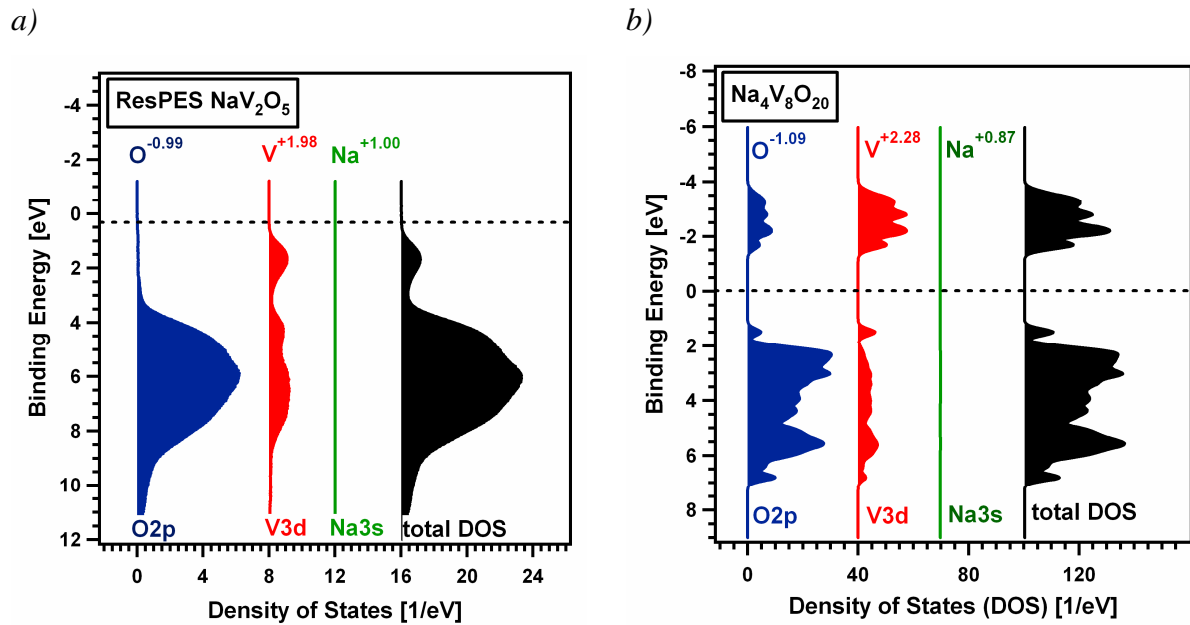 a)
ResPES NaV2O5
O-0.99 V+1.98 Na+1.00
-4
-2
0
2
4
6
8
10
12
Binding Energy [eV]
O2p V3d Na3s total DOS
0 4 8 12 16 20 24
Density of States [1/eV]
b)
Na4V8O20
O-1.09 V+2.28 Na+0.87
-8
-6
-4
-2
0
2
4
6
8
Binding Energy [eV]
O2p V3d Na3s total DOS
0 40 80 120
Density of States (DOS) [1/eV]